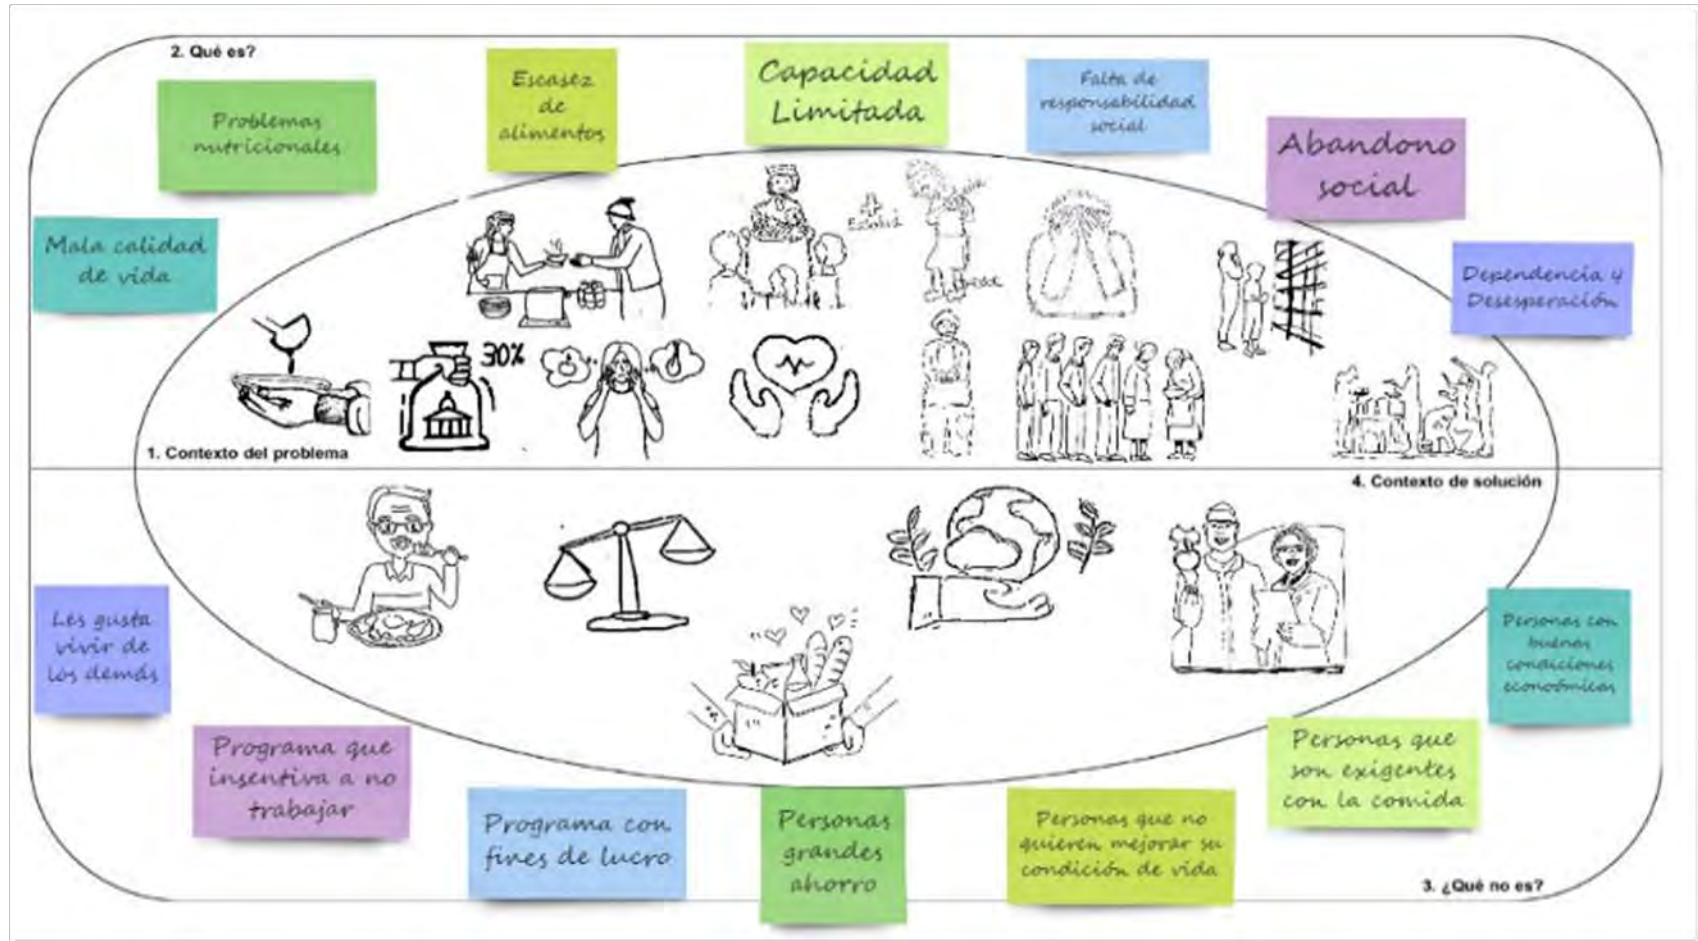 2. Qué es?
Problemas
nutricionales
Escasez
de
alimentos
Capacidad
Limitada
Falta de
responsabilidad
social
Abandono
social
Mala calidad
de vida
Dependencia y
Desesperación
30%
1. Contexto del problema
4. Contexto de solución
Les gusta
vivir de
los demás
Programa que
insentiva a no
trabajar
Programa con
fines de lucro
Personas
grandes
ahorro
Personas que no
quieren mejorar su
condición de vida
Personas que
son exigentes
con la comida
Personas con
buenas
condiciones
econoómicas
3. ¿Qué no es?